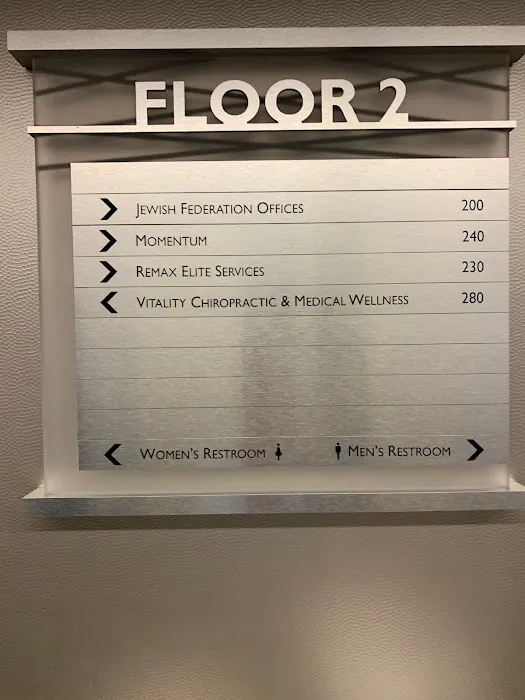 FLOOR 2
JEWISH FEDERATION OFFICES 200
MOMENTUM 240
REMAX ELITE SERVICES 230
VITALITY CHIROPRACTIC & MEDICAL WELLNESS 280
WOMEN'S RESTROOM MEN'S RESTROOM